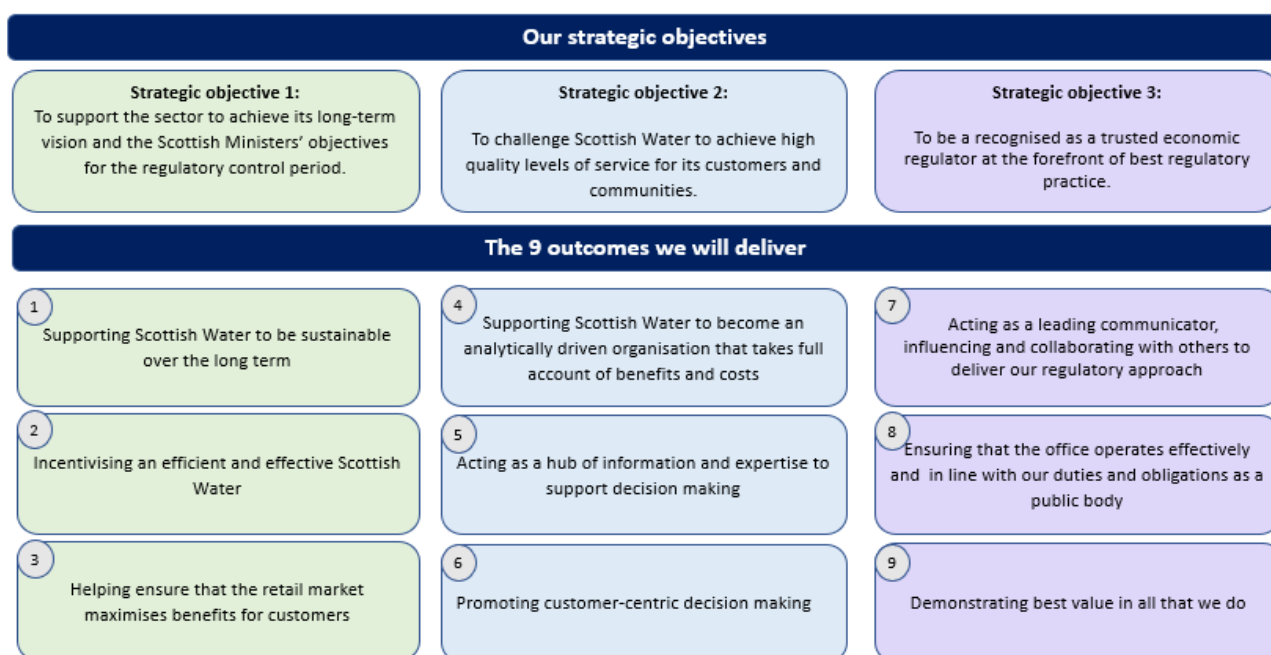 Our strategic objectives
Strategic objective 1:
To support the sector to achieve its long-term
vision and the Scottish Ministers' objectives
for the regulatory control period.
Strategic objective 2:
To challenge Scottish Water to achieve high
quality levels of service for its customers and
communities.
Strategic objective 3:
To be a recognised as a trusted economic
regulator at the forefront of best regulatory
practice.
The 9 outcomes we will deliver
1
Supporting Scottish Water to be sustainable
over the long term
2
Incentivising an efficient and effective Scottish
Water
3
Helping ensure that the retail market
maximises benefits for customers
4
Supporting Scottish Water to become an
analytically driven organisation that takes full
account of benefits and costs
5
Acting as a hub of information and expertise to
support decision making
6
Promoting customer-centric decision making
7
Acting as a leading communicator,
influencing and collaborating with others to
deliver our regulatory approach
8
Ensuring that the office operates effectively
and in line with our duties and obligations as a
public body
9
Demonstrating best value in all that we do